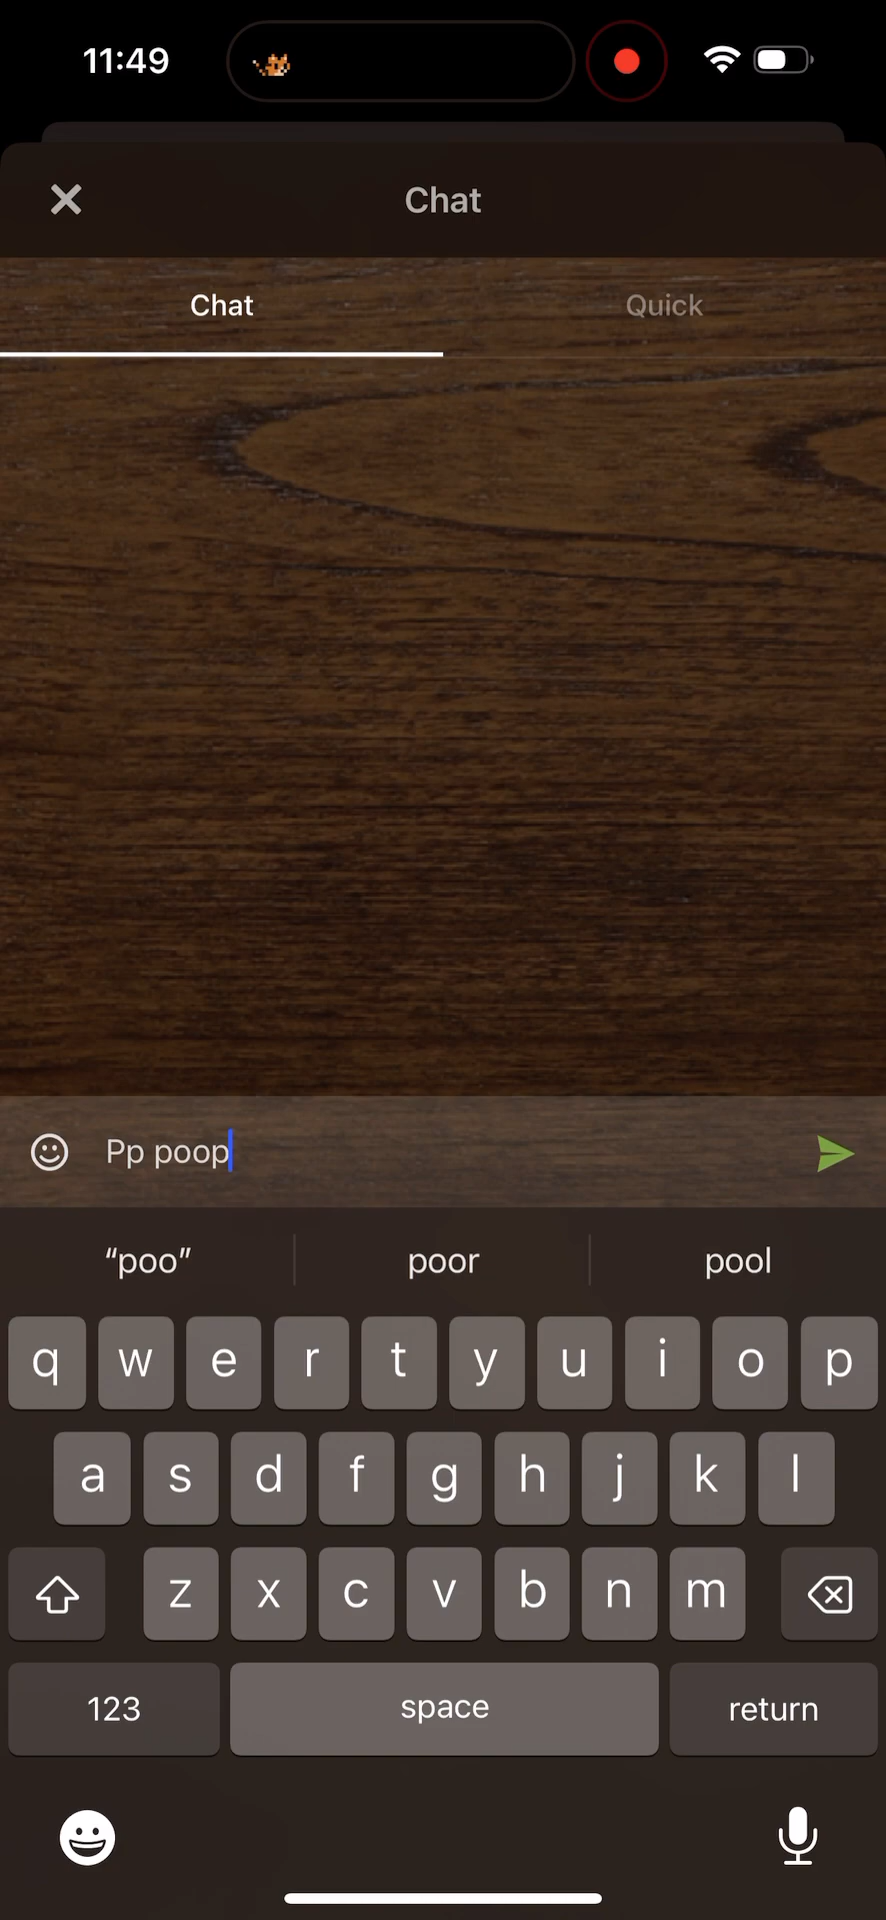 11:49
Chat
Chat Quick
Pp poop
“poo” poor pool
q w e r t y u i o p
a s d f g h j k l
z x c v b n m
123 space return